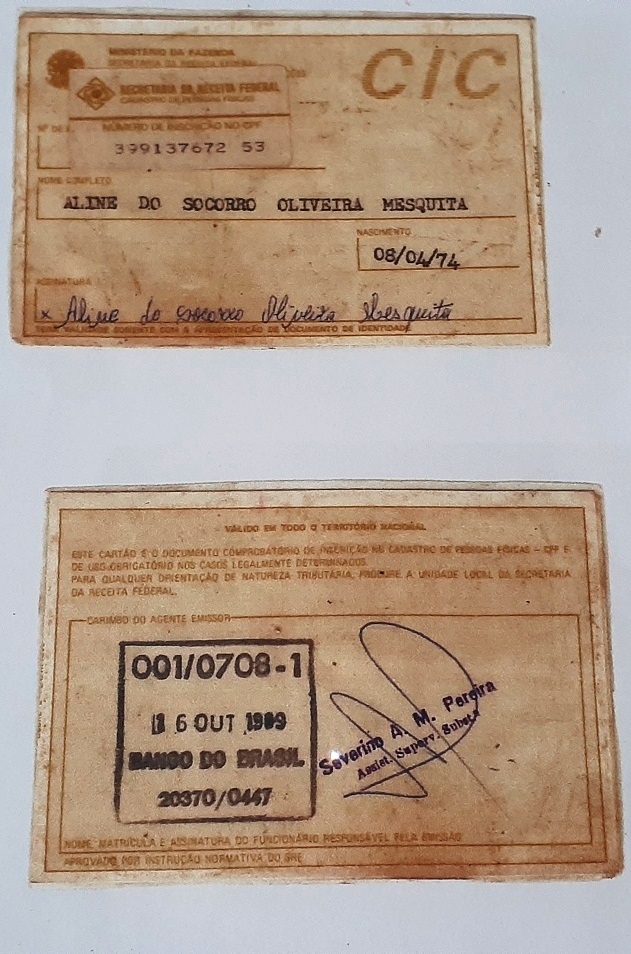 MINISTÉRIO DA FAZENDA
SECRETARIA DA RECEITA FEDERAL
CIC
SECRETARIA DA RECEITA FEDERAL
CADASTRO DE PESSOAS FÍSICAS
Nº DE
NÚMERO DE INSCRIÇÃO NO CPF
399137672 53
NOME COMPLETO
ALINE DO SOCORRO OLIVEIRA MESQUITA
NASCIMENTO
08/04/74
ASSINATURA
x Aline do socorro Oliveira Mesquita
SERÁ VÁLIDO SOMENTE COM A APRESENTAÇÃO DE DOCUMENTO DE IDENTIDADE
VÁLIDO EM TODO O TERRITÓRIO NACIONAL
ESTE CARTÃO É O DOCUMENTO COMPROBATÓRIO DE INSCRIÇÃO NO CADASTRO DE PESSOAS FÍSICAS - CPF E
DE USO OBRIGATÓRIO NOS CASOS LEGALMENTE DETERMINADOS.
PARA QUALQUER ORIENTAÇÃO DE NATUREZA TRIBUTÁRIA, PROCURE A UNIDADE LOCAL DA SECRETARIA
DA RECEITA FEDERAL.
CARIMBO DO AGENTE EMISSOR
001/0708-1
16 OUT 1989
BANCO DO BRASIL
20370/0447
Severino A. M. Pereira
Assist. Superv. Subst.
NOME, MATRÍCULA E ASSINATURA DO FUNCIONÁRIO RESPONSÁVEL PELA EMISSÃO
APROVADO POR INSTRUÇÃO NORMATIVA DO SRF